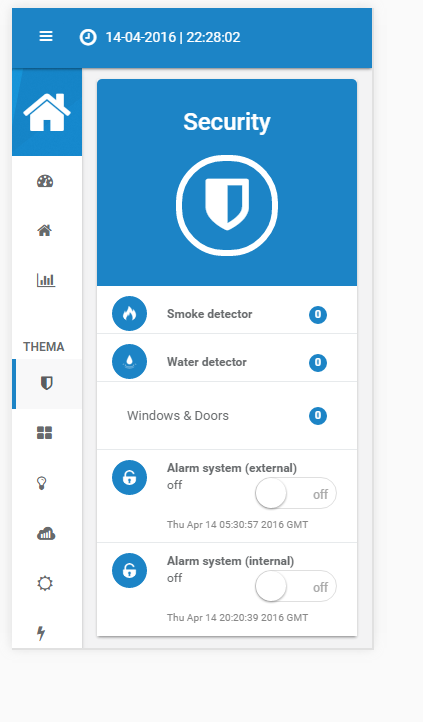 14-04-2016 | 22:28:02
Security
Smoke detector 0
Water detector 0
THEMA
Windows & Doors 0
Alarm system (external)
off
off
Thu Apr 14 05:30:57 2016 GMT
Alarm system (internal)
off
off
Thu Apr 14 20:20:39 2016 GMT